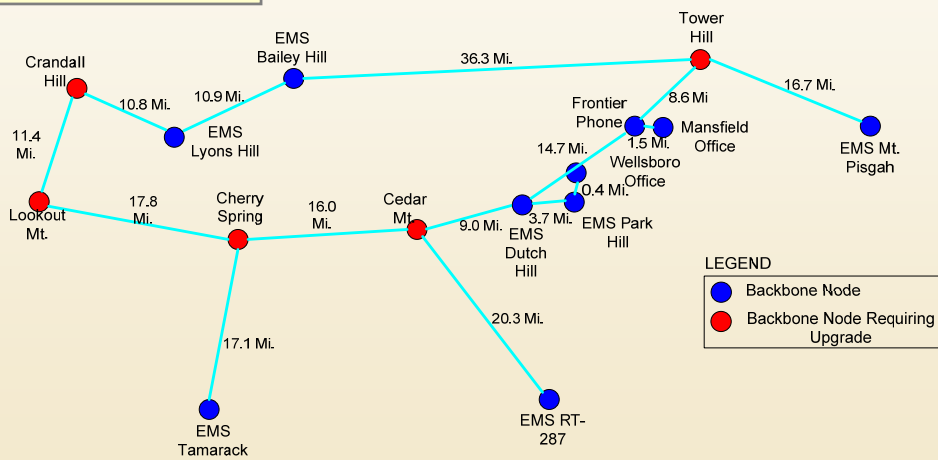 Tower
Hill
EMS
Bailey Hill
36.3 Mi.
Crandall
Hill
16.7 Mi.
10.8 Mi.
10.9 Mi.
8.6 Mi
Frontier
Phone
Mansfield
Office
EMS
Lyons Hill
11.4
Mi.
1.5 Mi.
14.7 Mi.
Wellsboro
Office
EMS Mt.
Pisgah
0.4 Mi.
Lookout
Mt.
17.8
Mi.
Cherry
Spring
16.0
Mi.
Cedar
Mt.
9.0 Mi.
3.7 Mi.
EMS
Dutch
Hill
EMS Park
Hill
LEGEND
Backbone Node
Backbone Node Requiring
Upgrade
20.3 Mi.
17.1 Mi.
EMS
Tamarack
EMS RT-
287